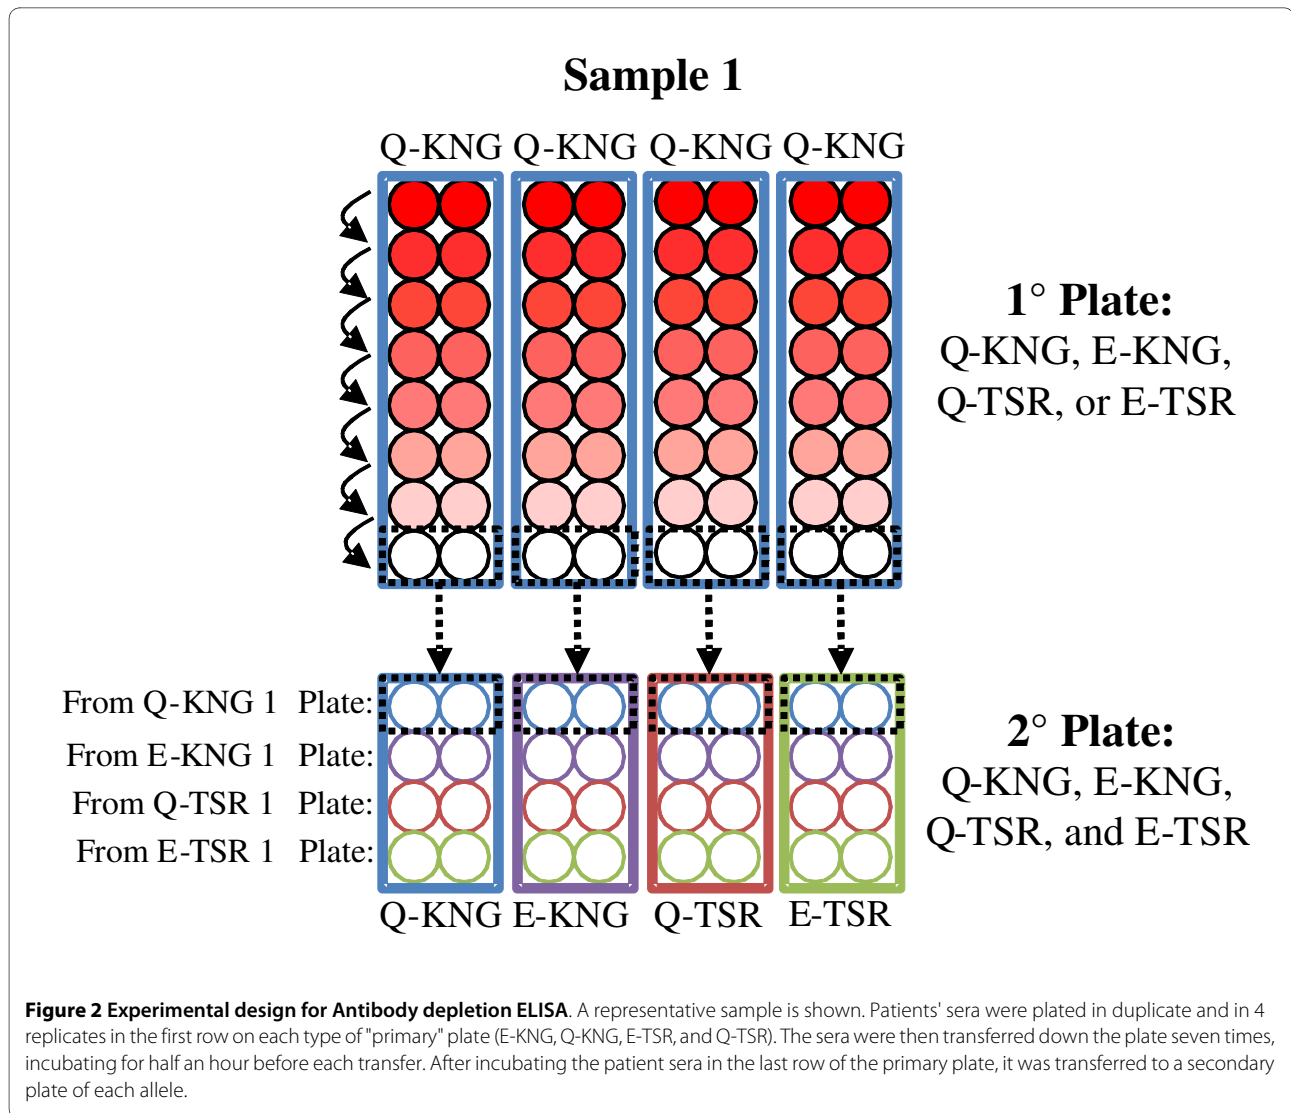 Sample 1
Q-KNG Q-KNG Q-KNG Q-KNG
1° Plate:
Q-KNG, E-KNG,
Q-TSR, or E-TSR
From Q-KNG 1 Plate:
From E-KNG 1 Plate:
From Q-TSR 1 Plate:
From E-TSR 1 Plate:
2° Plate:
Q-KNG, E-KNG,
Q-TSR, and E-TSR
Q-KNG E-KNG Q-TSR E-TSR
Figure 2 Experimental design for Antibody depletion ELISA. A representative sample is shown. Patients' sera were plated in duplicate and in 4
replicates in the first row on each type of "primary" plate (E-KNG, Q-KNG, E-TSR, and Q-TSR). The sera were then transferred down the plate seven times,
incubating for half an hour before each transfer. After incubating the patient sera in the last row of the primary plate, it was transferred to a secondary
plate of each allele.